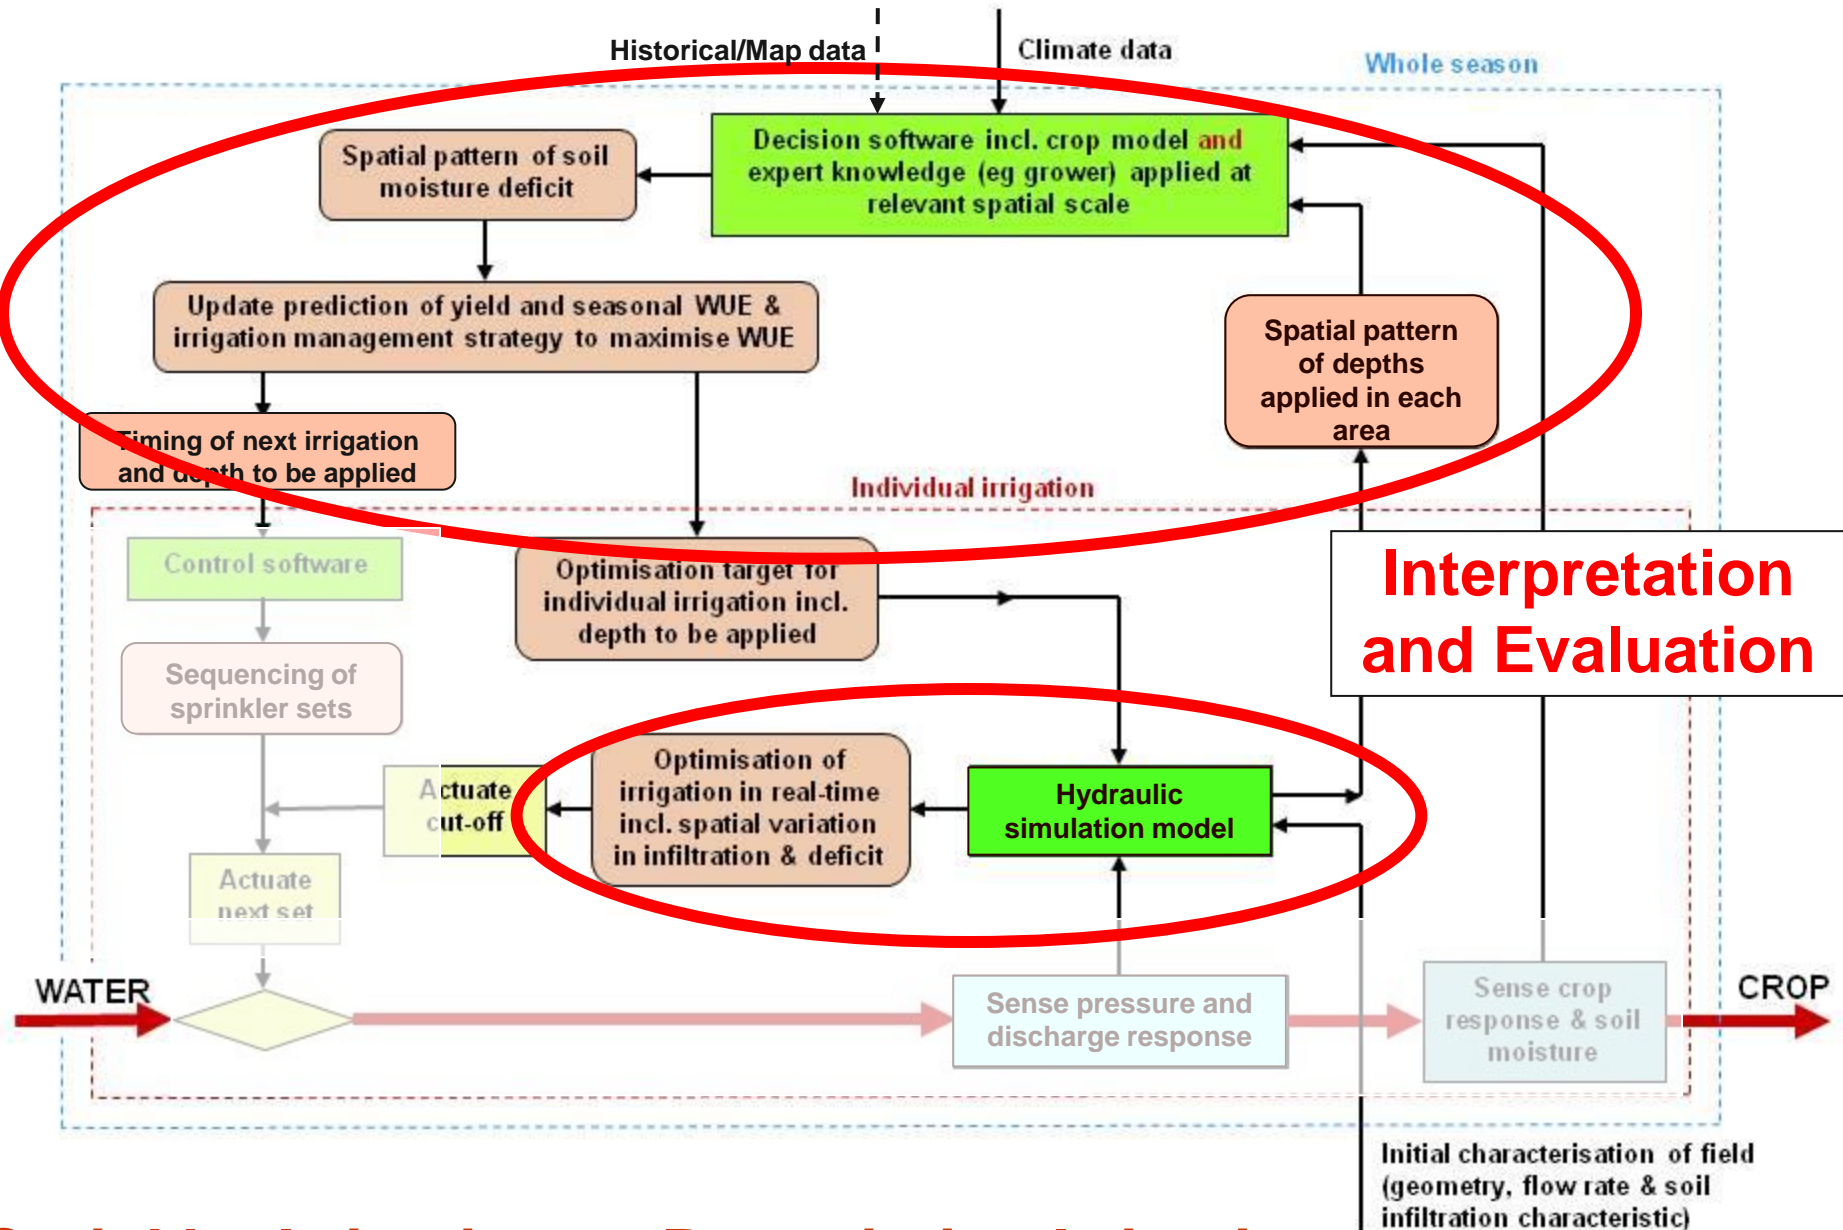 Historical/Map data
Climate data
Whole season
Spatial pattern of soil
moisture deficit
Decision software incl. crop model and
expert knowledge (eg grower) applied at
relevant spatial scale
Update prediction of yield and seasonal WUE &
irrigation management strategy to maximise WUE
Spatial pattern
of depths
applied in each
area
Timing of next irrigation
and depth to be applied
Individual irrigation
Control software
Optimisation target for
individual irrigation incl.
depth to be applied
Interpretation
and Evaluation
Sequencing of
sprinkler sets
Actuate
cut-off
Optimisation of
irrigation in real-time
incl. spatial variation
in infiltration & deficit
Hydraulic
simulation model
Actuate
next set
WATER
Sense pressure and
discharge response
Sense crop
response & soil
moisture
CROP
Initial characterisation of field
(geometry, flow rate & soil
infiltration characteristic)